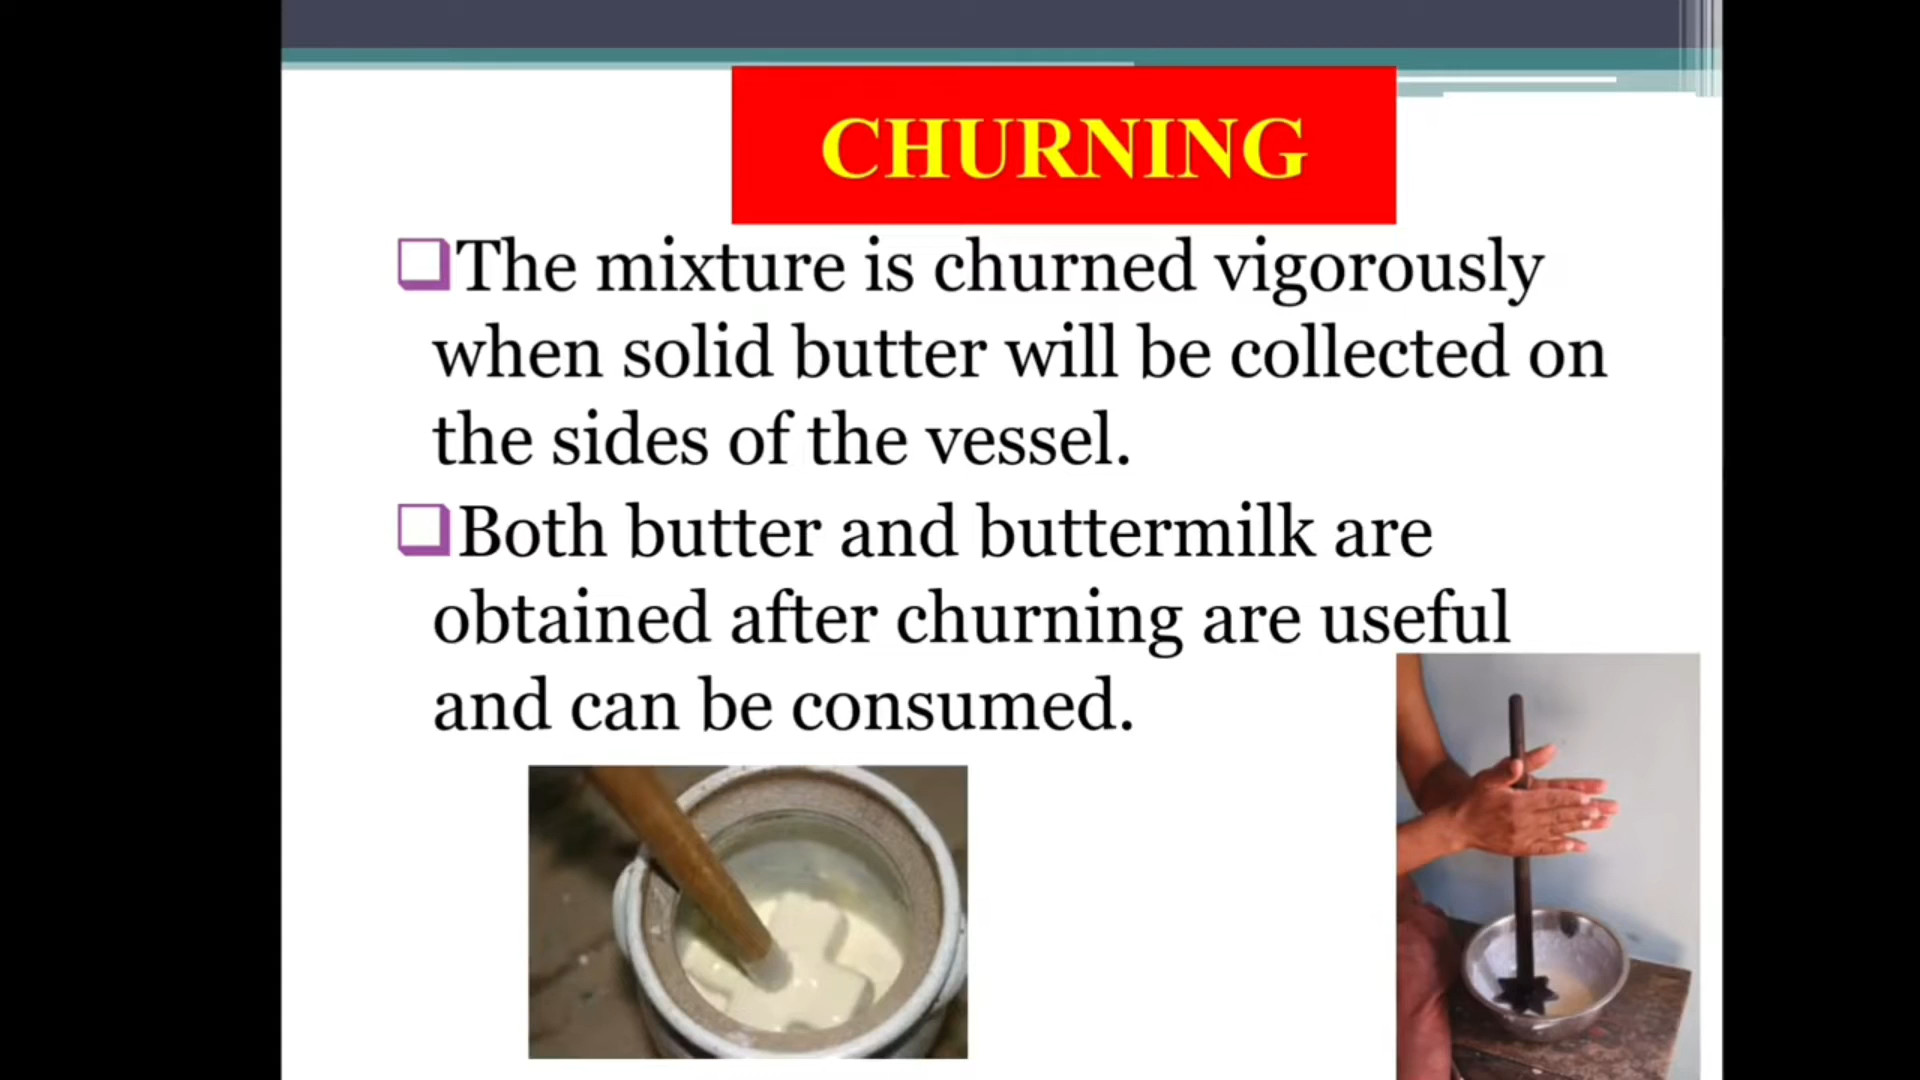 CHURNING
The mixture is churned vigorously
when solid butter will be collected on
the sides of the vessel.
Both butter and buttermilk are
obtained after churning are useful
and can be consumed.